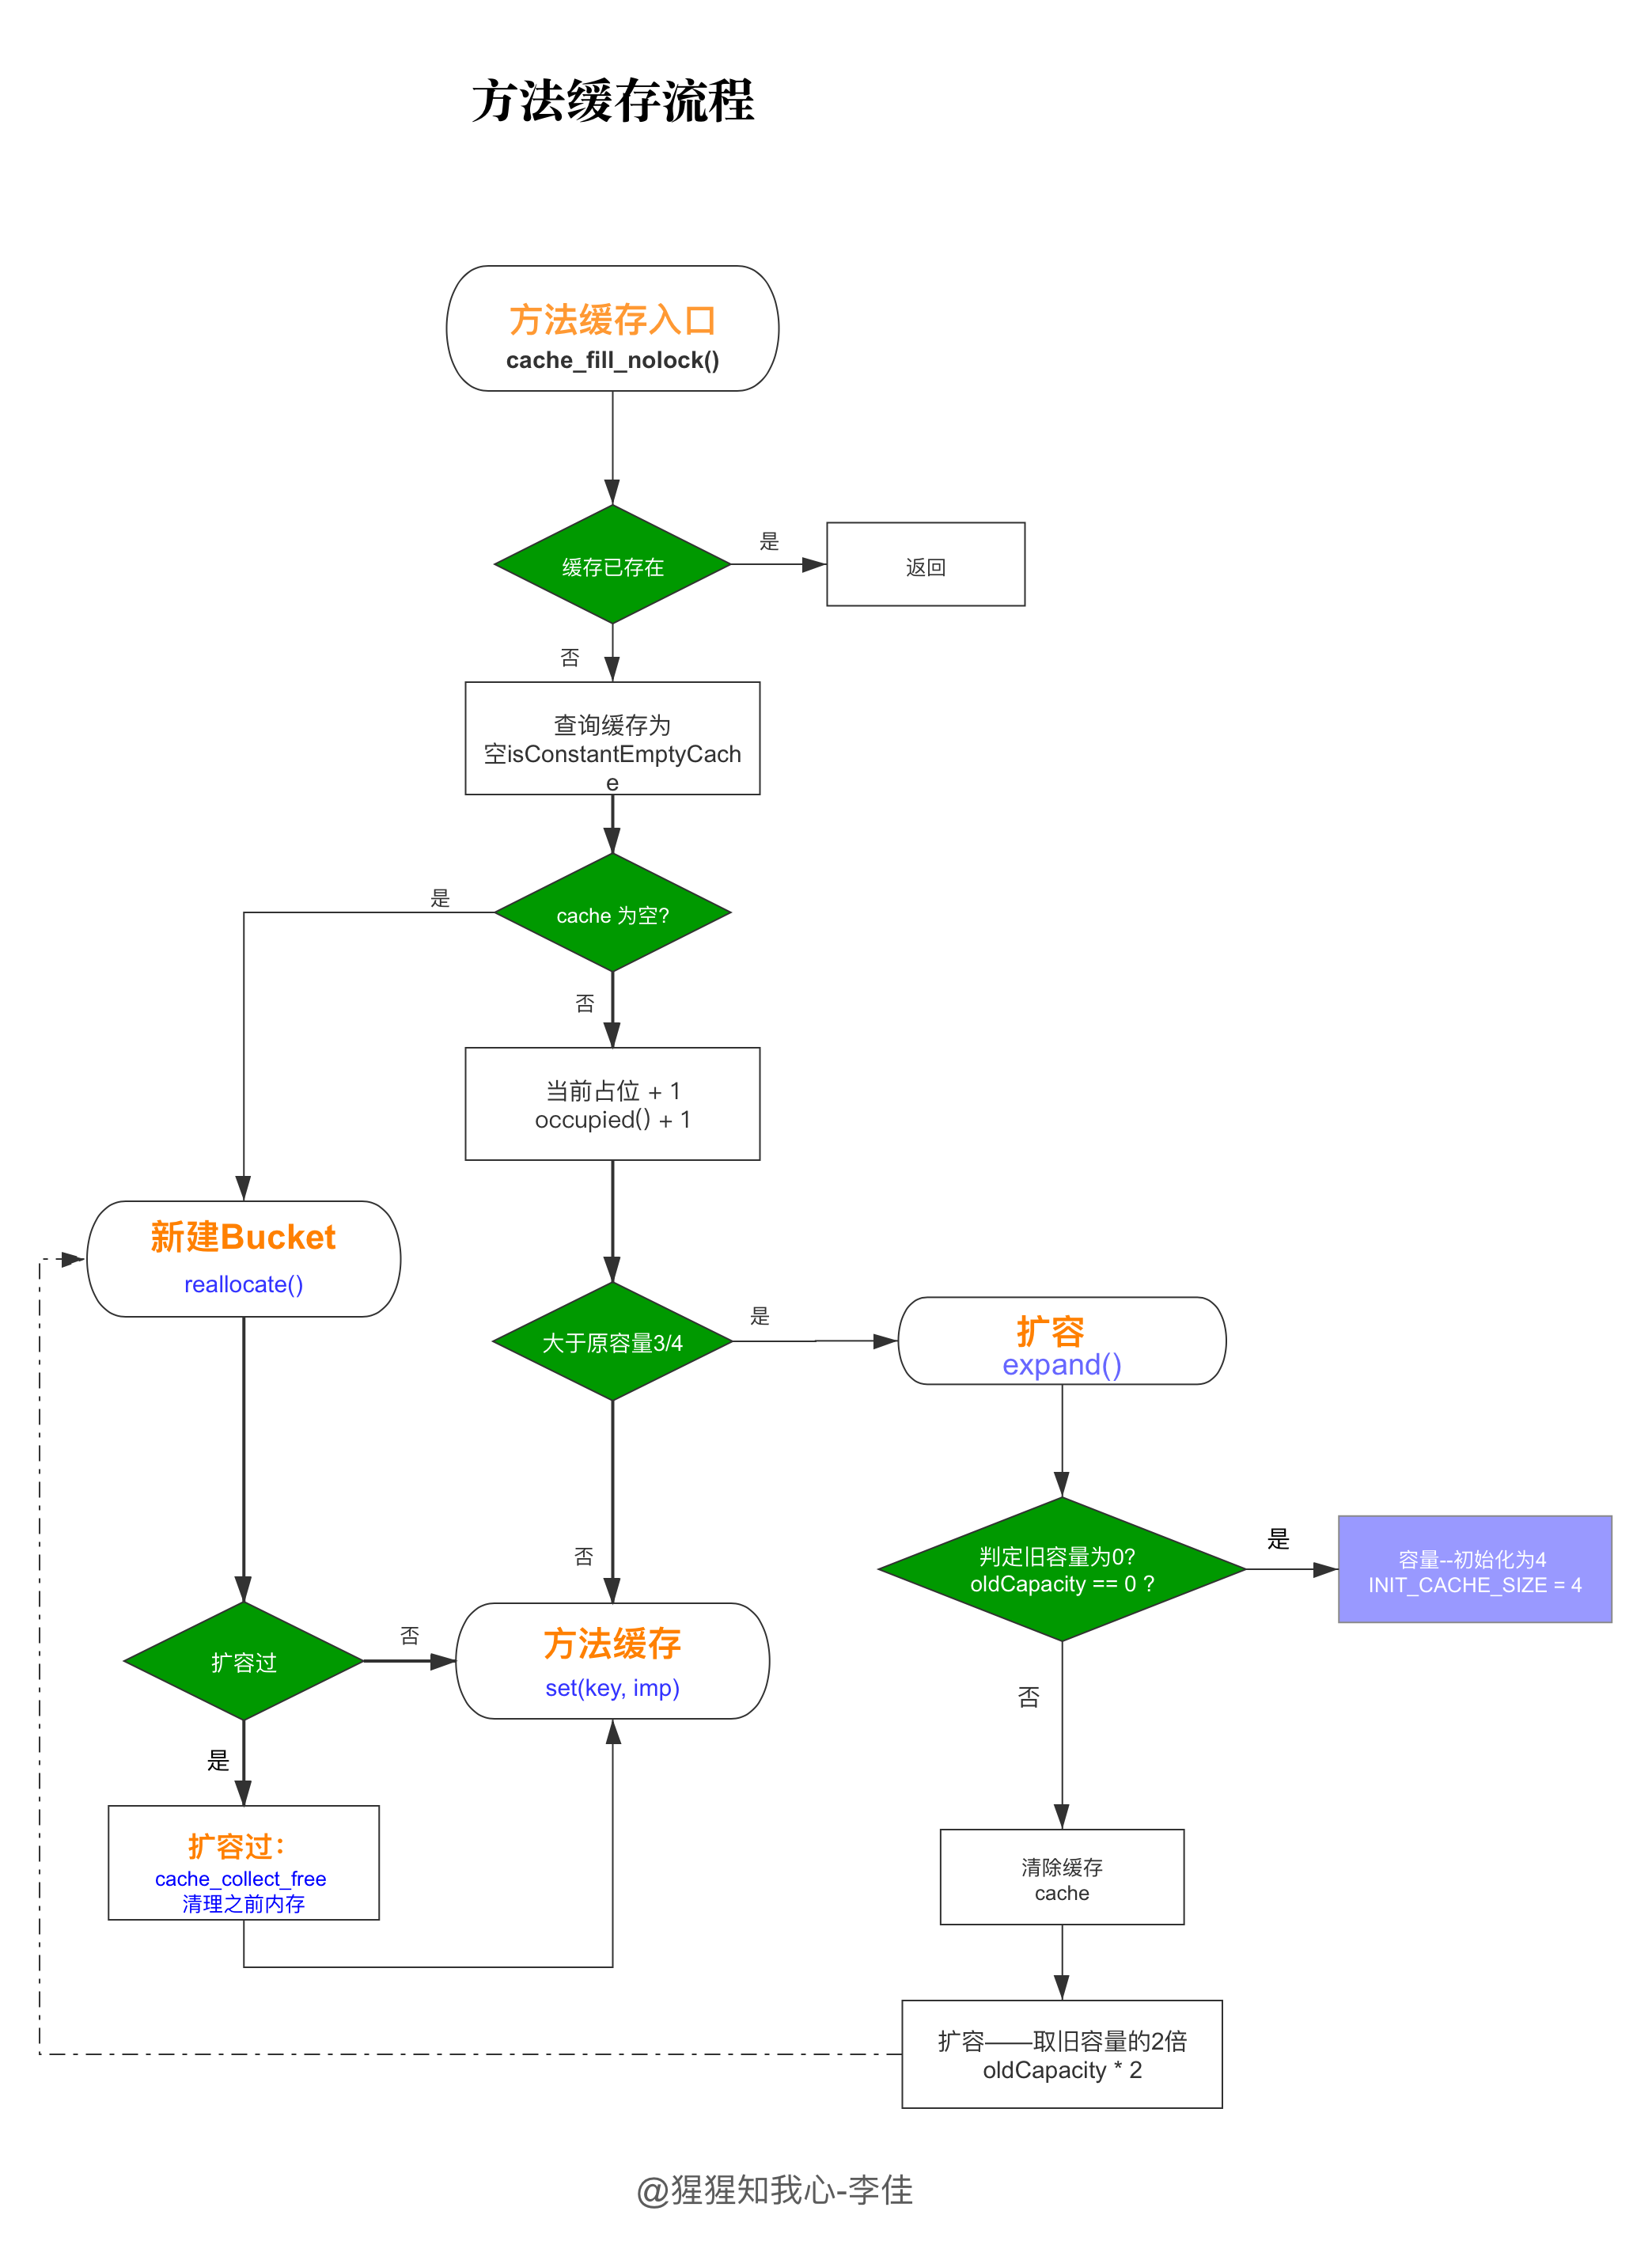 方法缓存流程
方法缓存入口
cache_fill_nolock()
缓存已存在
是
返回
否
查询缓存为
空isConstantEmptyCach
e
cache 为空?
是
否
当前占位 + 1
occupied() + 1
新建Bucket
reallocate()
大于原容量3/4
是
扩容
expand()
判定旧容量为0?
oldCapacity == 0 ?
是
容量--初始化为4
INIT_CACHE_SIZE = 4
否
扩容过
否
方法缓存
set(key, imp)
否
是
扩容过：
cache_collect_free
清理之前内存
清除缓存
cache
扩容——取旧容量的2倍
oldCapacity * 2
@猩猩知我心-李佳